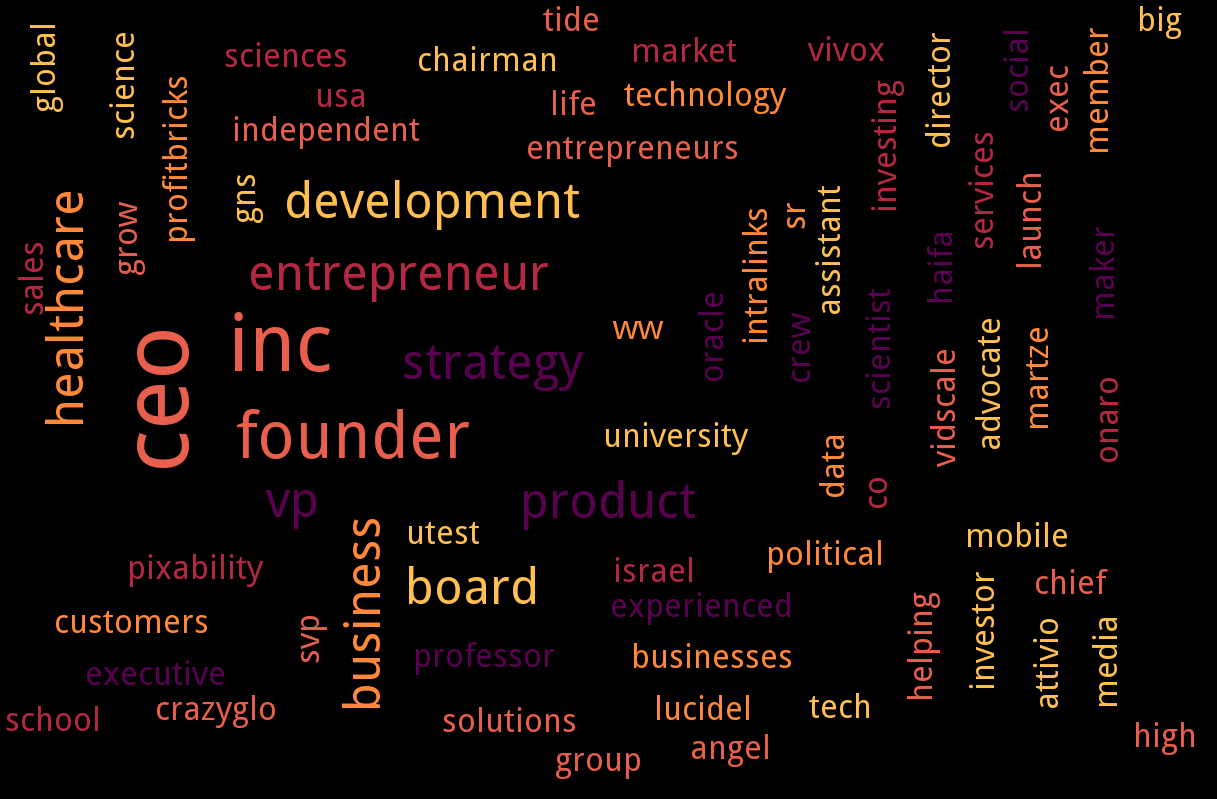 tide
big
global
science
sciences
chairman
market
vivox
director
social
exec
member
usa
life
technology
investing
profitbricks
independent
entrepreneurs
services
launch
healthcare
sales
grow
gns
development
intralinks
sr
assistant
haifa
maker
entrepreneur
ceo
inc
strategy
ww
oracle
crew
scientist
vidscale
advocate
martze
onaro
founder
university
data
co
vp
product
business
utest
mobile
pixability
board
israel
political
chief
experienced
customers
svp
helping
investor
attivio
media
executive
professor
businesses
school
crazyglo
solutions
lucidel
tech
high
group
angel